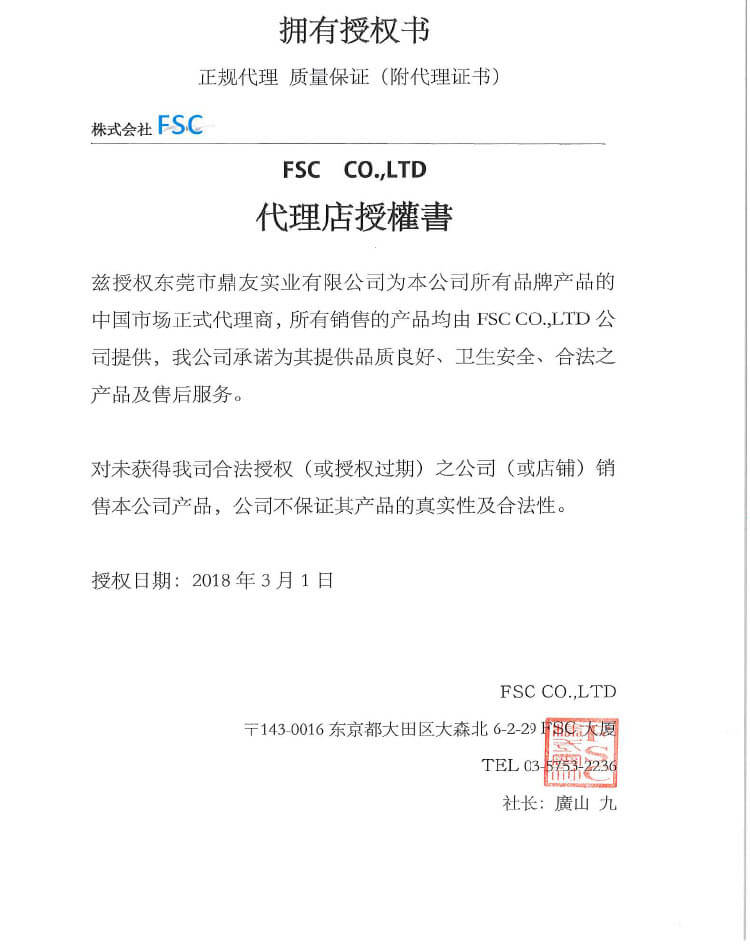 拥有授权书
正规代理 质量保证（附代理证书）
株式会社 FSC
FSC CO.,LTD
代理店授權書
兹授权东莞市鼎友实业有限公司为本公司所有品牌产品的
中国市场正式代理商，所有销售的产品均由 FSC CO.,LTD 公
司提供，我公司承诺为其提供品质良好、卫生安全、合法之
产品及售后服务。
对未获得我司合法授权（或授权过期）之公司（或店铺）销
售本公司产品，公司不保证其产品的真实性及合法性。
授权日期：2018 年 3 月 1 日
FSC CO.,LTD
〒143-0016 东京都大田区大森北 6-2-29 FSC 大厦
TEL 03-5753-2236
社长：廣山 九